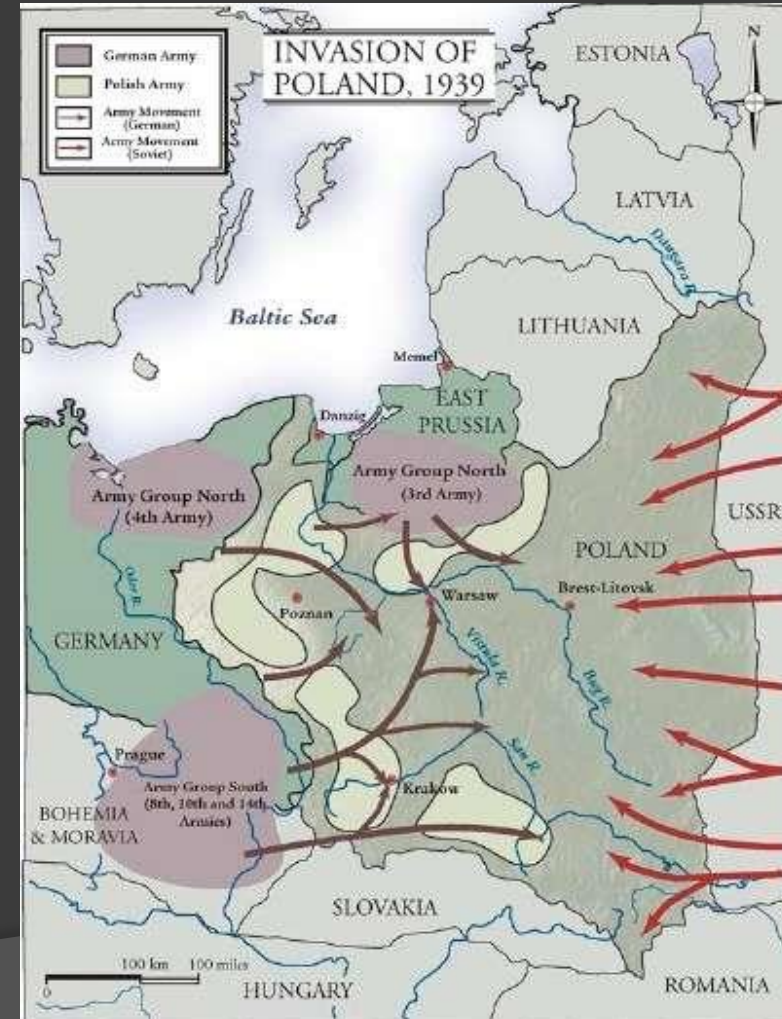 German Army
Polish Army
Army Movement
(German)
Army Movement
(Soviet)
INVASION OF
POLAND, 1939
N
ESTONIA
LATVIA
Daugara R.
LITHUANIA
Baltic Sea
Memel
EAST
PRUSSIA
Danzig
Army Group North
(4th Army)
Army Group North
(3rd Army)
USSR
POLAND
Oder R.
Poznan
Warsaw
Brest-Litovsk
GERMANY
Vistula R.
Bug R.
San R.
Prague
Army Group South
(8th, 10th and 14th
Armies)
Krakow
BOHEMIA
& MORAVIA
SLOVAKIA
100 km 100 miles
0
HUNGARY
ROMANIA